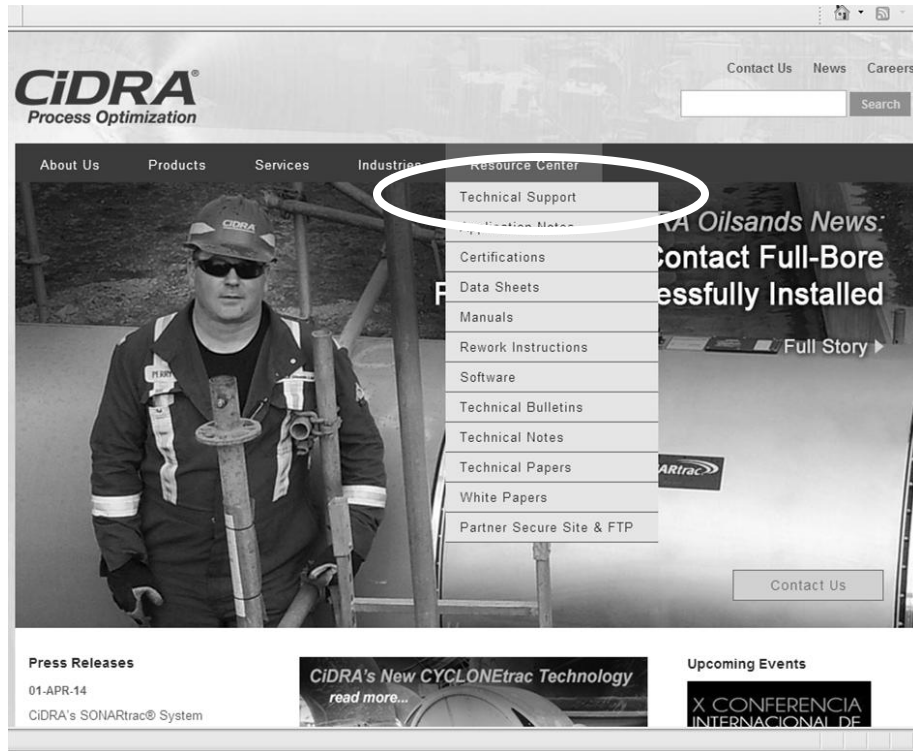 Contact Us News Careers
CiDRA®
Process Optimization
Search
About Us Products Services Industries Resource Center
Technical Support
Application Notes
Certifications
Data Sheets
Manuals
Rework Instructions
Software
Technical Bulletins
Technical Notes
Technical Papers
White Papers
Partner Secure Site & FTP
RA Oilsands News:
Contact Full-Bore
F essfully Installed
Full Story
CiDRA
PERRY
ARtrac
Contact Us
Press Releases
01-APR-14
CiDRA's SONARtrac® System
CiDRA's New CYCLONEtrac Technology
read more...
Upcoming Events
X CONFERENCIA
INTERNACIONAL DE